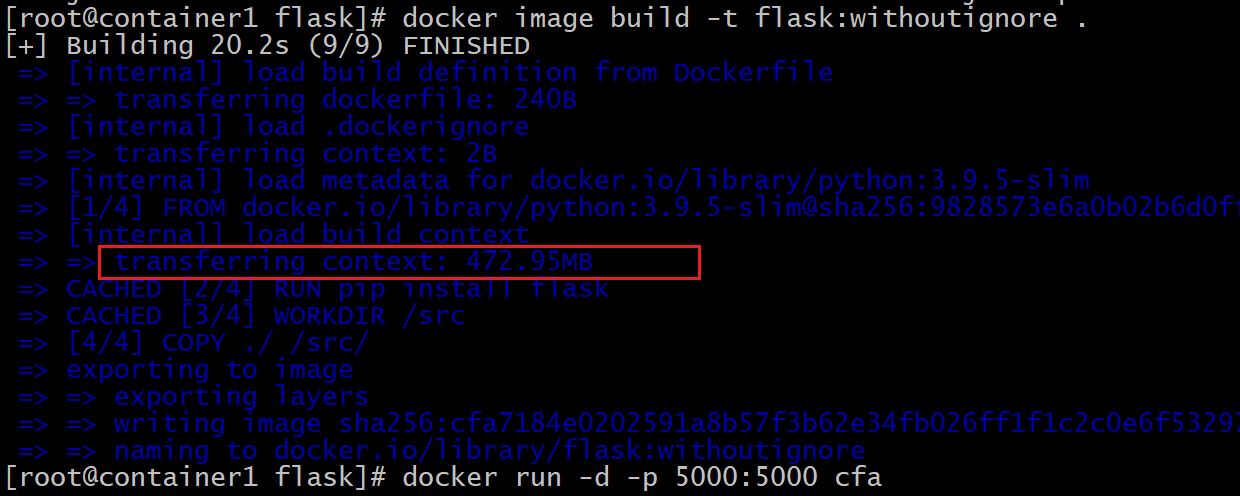 [root@container1 flask]# docker image build -t flask:withoutignore .
[+] Building 20.2s (9/9) FINISHED
=> [internal] load build definition from Dockerfile
=> => transferring dockerfile: 240B
=> [internal] load .dockerignore
=> => transferring context: 2B
=> [internal] load metadata for docker.io/library/python:3.9.5-slim
=> [1/4] FROM docker.io/library/python:3.9.5-slim@sha256:9828573e6a0b02b6d0f
=> [internal] load build context
=> => transferring context: 472.95MB
=> CACHED [2/4] RUN pip install flask
=> CACHED [3/4] WORKDIR /src
=> [4/4] COPY ./ /src/
=> exporting to image
=> => exporting layers
=> => writing image sha256:cfa7184e0202591a8b57f3b62e34fb026ff1f1c2c0e6f5329
=> => naming to docker.io/library/flask:withoutignore
[root@container1 flask]# docker run -d -p 5000:5000 cfa